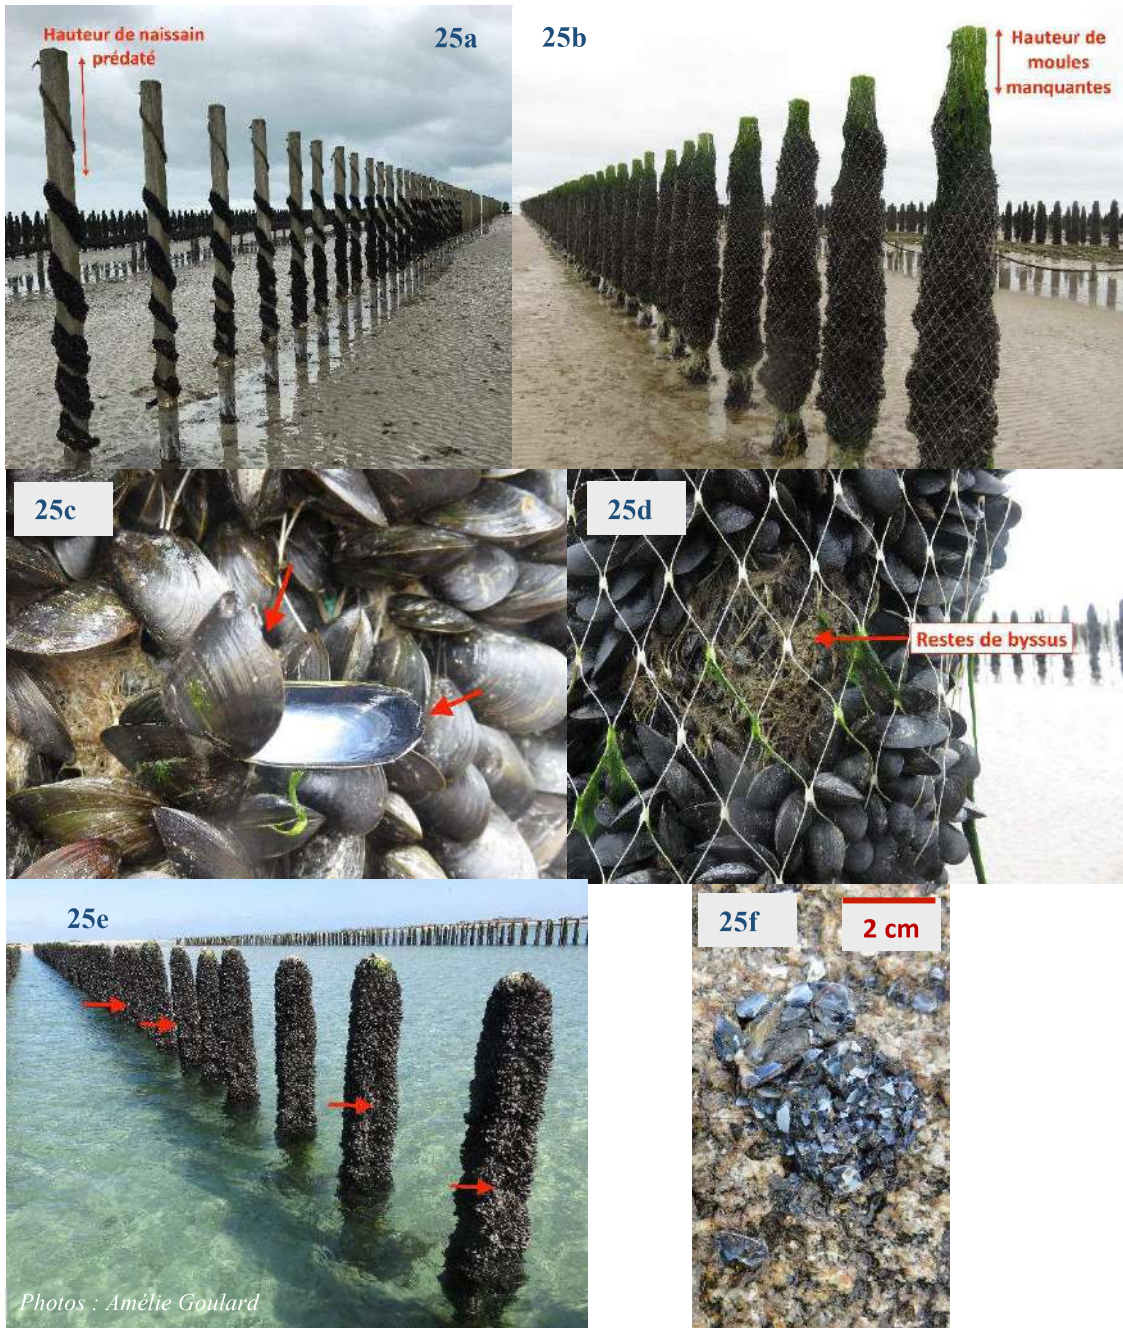 Hauteur de naissain
prédaté
25a
25b
Hauteur de
moules
manquantes
25c
25d
Restes de byssus
25e
25f
2 cm
Photos : Amélie Goulard